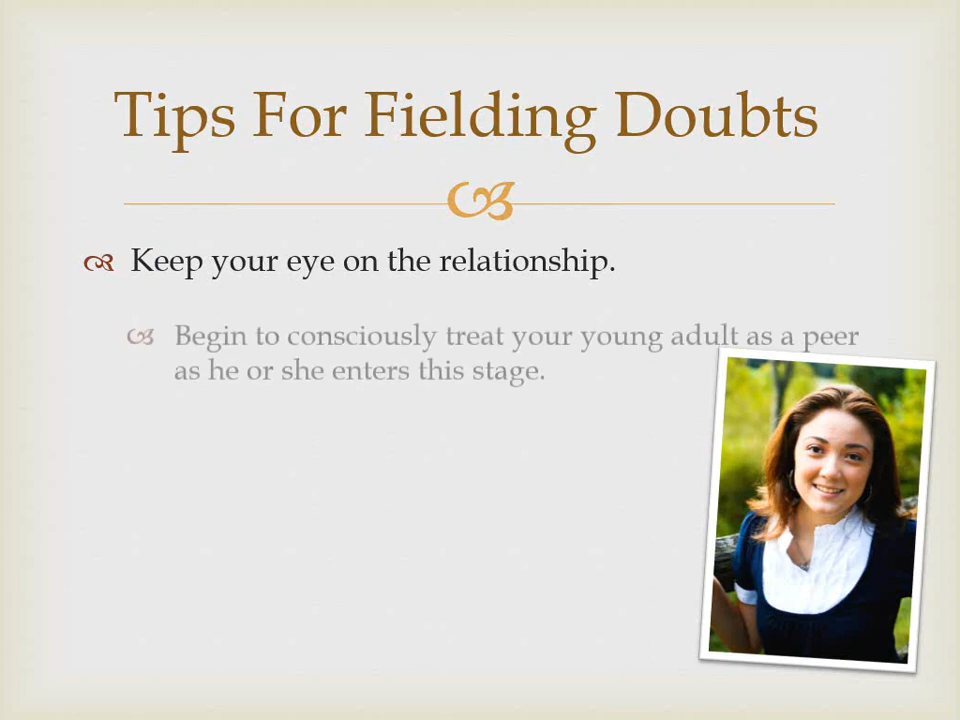 Tips For Fielding Doubts
Keep your eye on the relationship.
Begin to consciously treat your young adult as a peer
as he or she enters this stage.